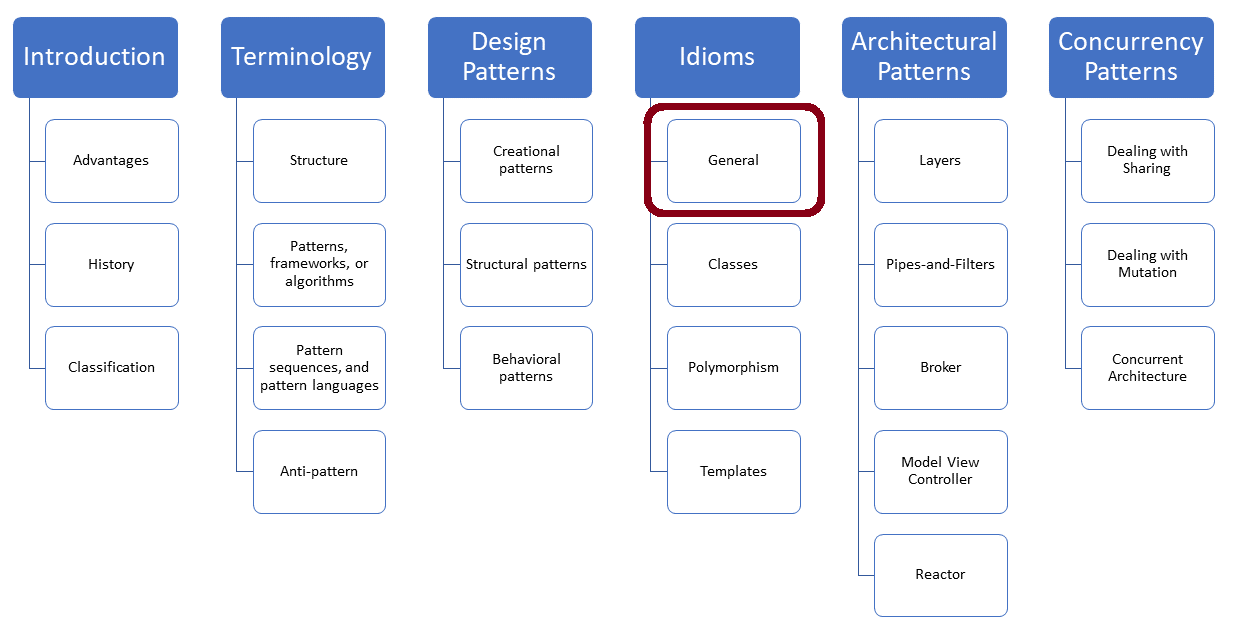 Introduction
Advantages
History
Classification
Terminology
Structure
Patterns,
frameworks, or
algorithms
Pattern
sequences, and
pattern languages
Anti-pattern
Design
Patterns
Creational
patterns
Structural patterns
Behavioral
patterns
Idioms
General
Classes
Polymorphism
Templates
Architectural
Patterns
Layers
Pipes-and-Filters
Broker
Model View
Controller
Reactor
Concurrency
Patterns
Dealing with
Sharing
Dealing with
Mutation
Concurrent
Architecture